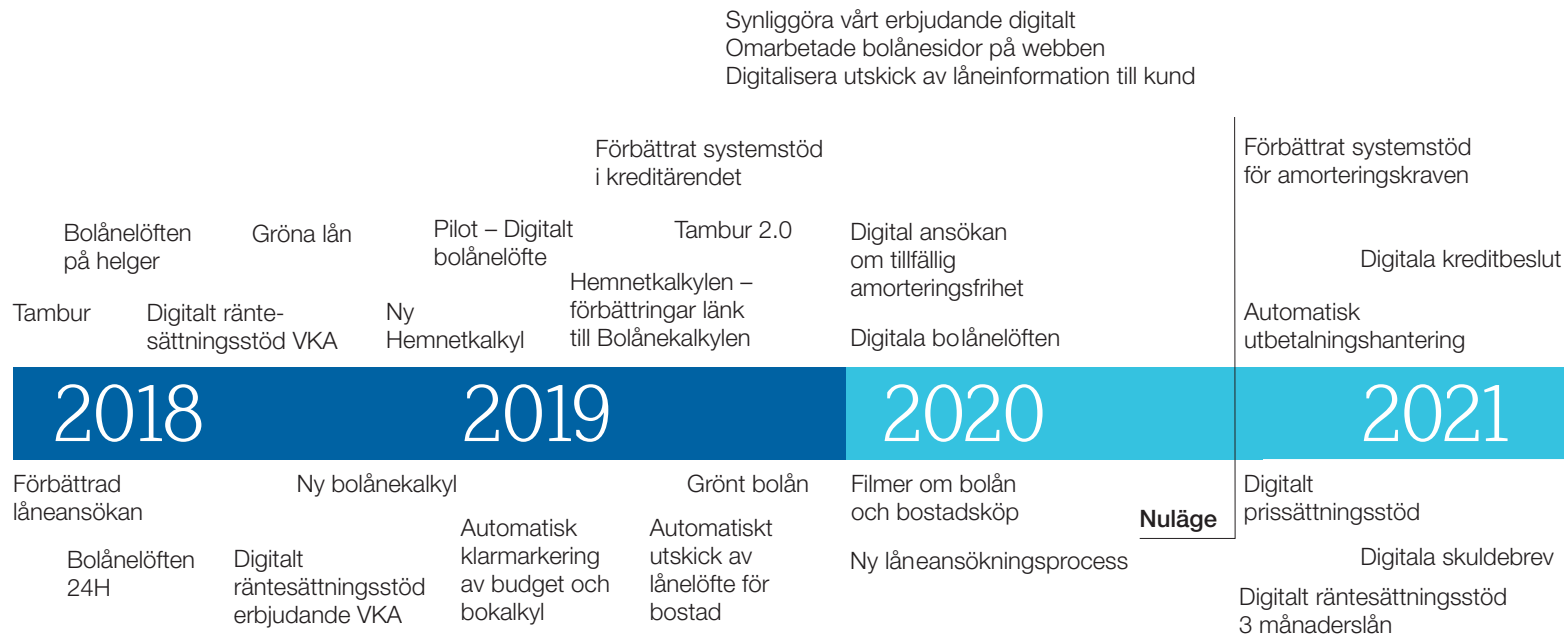 Synliggöra vårt erbjudande digitalt
Omarbetade bolånesidor på webben
Digitalisera utskick av låneinformation till kund
Förbättrat systemstöd
i kreditärendet
Förbättrat systemstöd
för amorteringskraven
Bolånelöften
på helger
Gröna lån
Pilot – Digitalt
bolånelöfte
Tambur 2.0
Digital ansökan
om tillfällig
amorteringsfrihet
Digitala kreditbeslut
Tambur
Digitalt ränte-
sättningsstöd VKA
Ny
Hemnetkalkyl
Hemnetkalkylen –
förbättringar länk
till Bolånekalkylen
Digitala bolånelöften
Automatisk
utbetalningshantering
2018
2019
2020
2021
Förbättrad
låneansökan
Ny bolånekalkyl
Grönt bolån
Filmer om bolån
och bostadsköp
Nuläge
Digitalt
prissättningsstöd
Bolånelöften
24H
Digitalt
räntesättningsstöd
erbjudande VKA
Automatisk
klarmarkering
av budget och
bokalkyl
Automatiskt
utskick av
lånelöfte för
bostad
Ny låneansökningsprocess
Digitala skuldebrev
Digitalt räntesättningsstöd
3 månaderslån